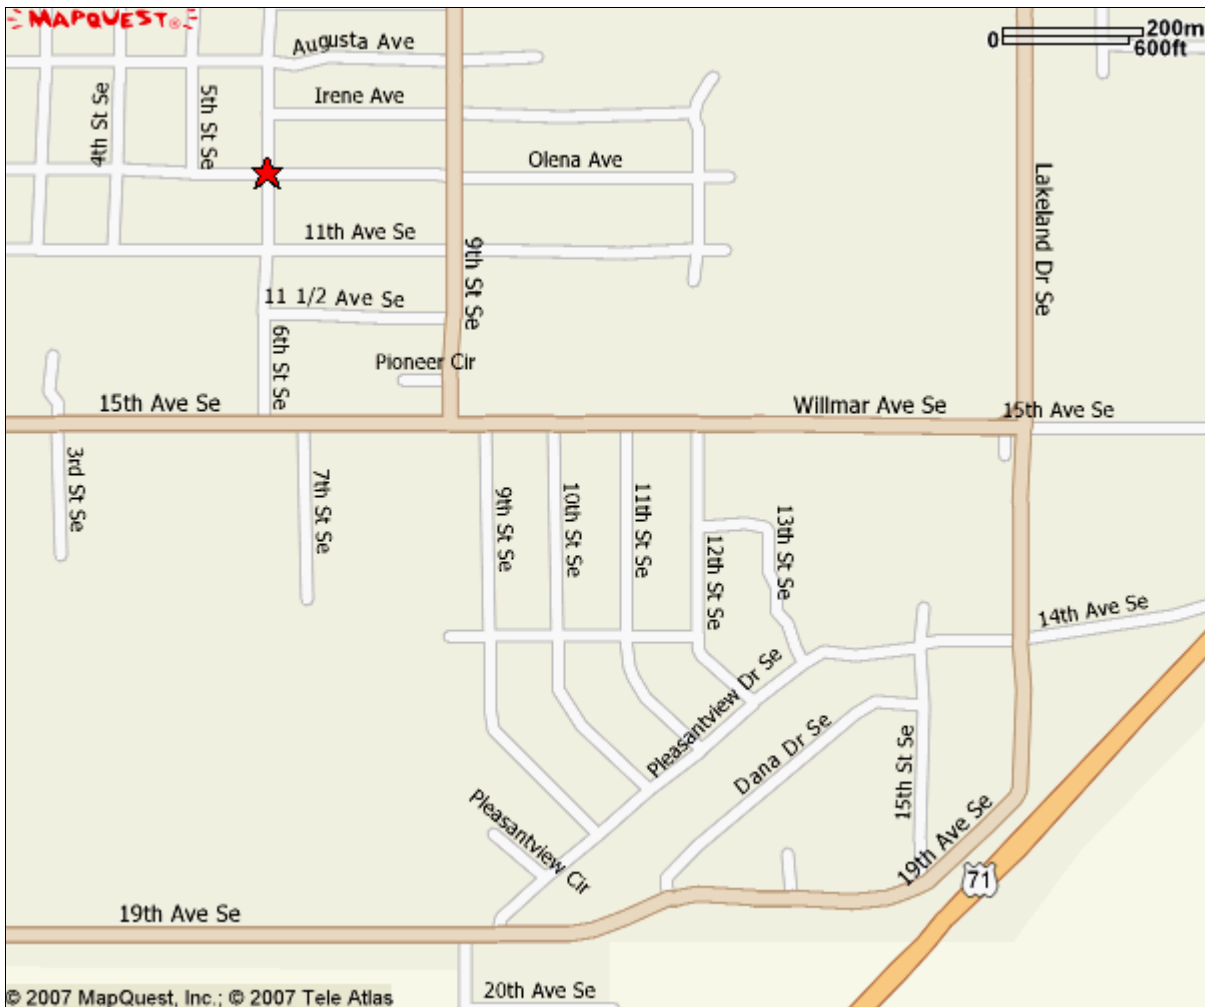 MAPQUEST®
0
200m
600ft
Augusta Ave
Irene Ave
4th St Se
5th St Se
Olena Ave
Lakeland Dr Se
11th Ave Se
9th St Se
11 1/2 Ave Se
6th St Se
Pioneer Cir
15th Ave Se
Willmar Ave Se
15th Ave Se
3rd St Se
7th St Se
9th St Se
10th St Se
11th St Se
12th St Se
13th St Se
14th Ave Se
Pleasantview Dr Se
Dana Dr Se
15th St Se
Pleasantview Cir
19th Ave Se
71
19th Ave Se
20th Ave Se
© 2007 MapQuest, Inc.; © 2007 Tele Atlas